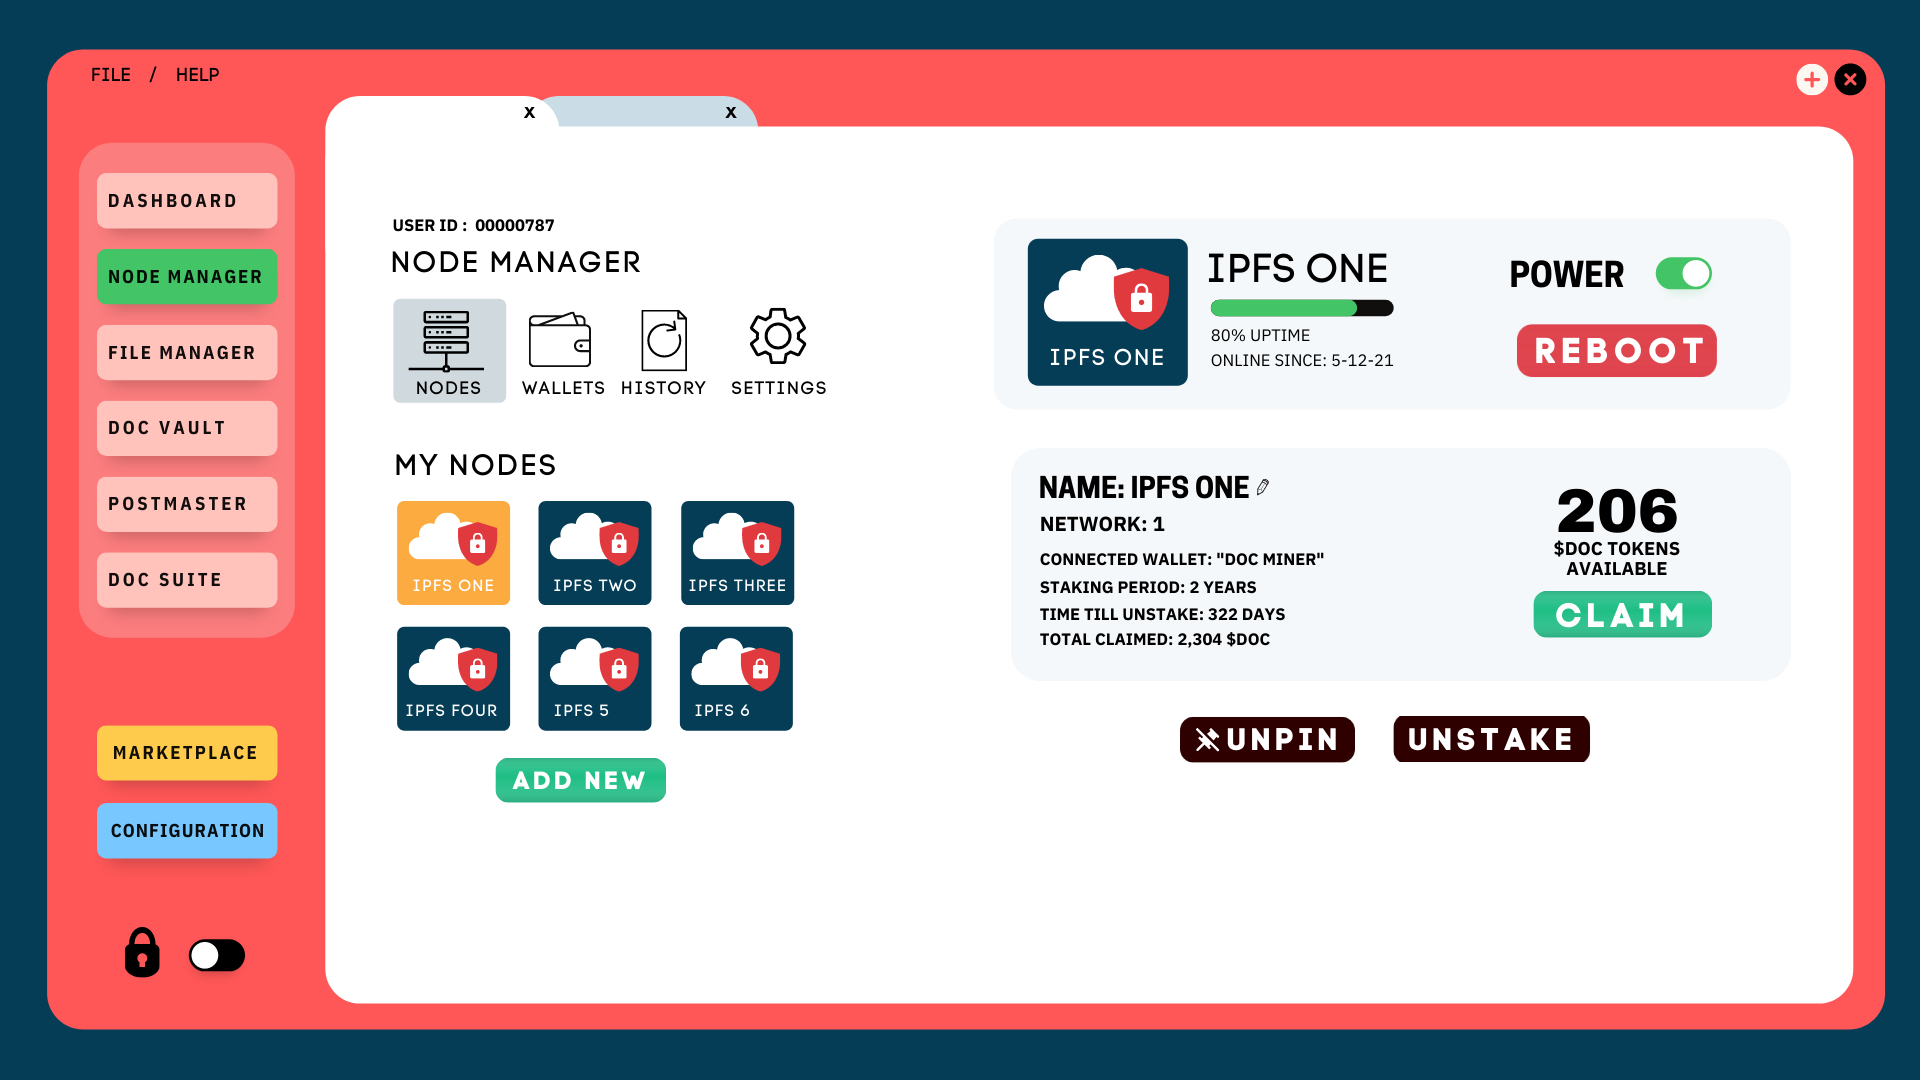 FILE / HELP
X
X
DASHBOARD
NODE MANAGER
FILE MANAGER
DOC VAULT
POSTMASTER
DOC SUITE
MARKETPLACE
CONFIGURATION
USER ID : 00000787
NODE MANAGER
NODES
WALLETS
HISTORY
SETTINGS
MY NODES
IPFS ONE
IPFS TWO
IPFS THREE
IPFS FOUR
IPFS 5
IPFS 6
ADD NEW
IPFS ONE
IPFS ONE
80% UPTIME
ONLINE SINCE: 5-12-21
POWER
REBOOT
NAME: IPFS ONE
NETWORK: 1
CONNECTED WALLET: "DOC MINER"
STAKING PERIOD: 2 YEARS
TIME TILL UNSTAKE: 322 DAYS
TOTAL CLAIMED: 2,304 $DOC
206
$DOC TOKENS
AVAILABLE
CLAIM
UNPIN
UNSTAKE